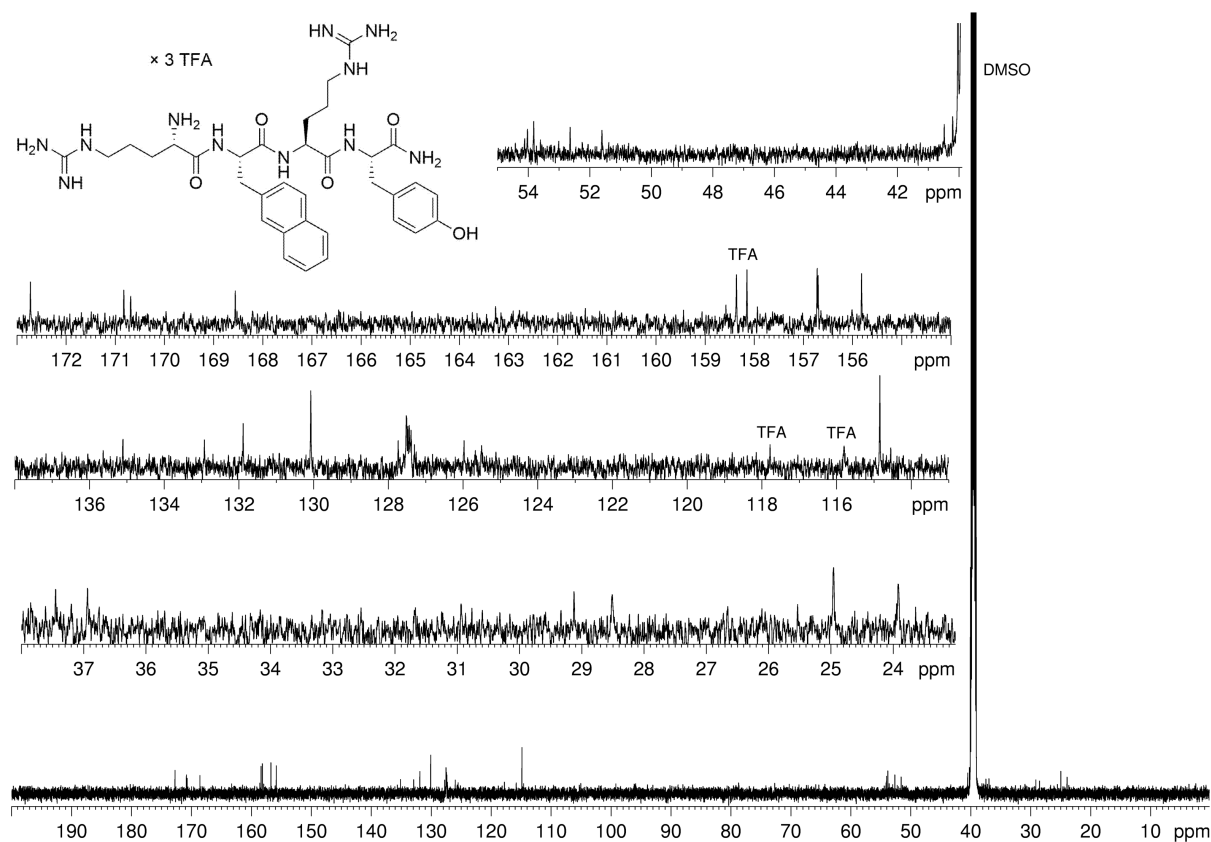 HN
NH2
× 3 TFA
NH
NH2
O
O
H
H2N
H
N
H
N
H
N
N
H
NH2
NH
O
O
OH
DMSO
54 52 50 48 46 44 42 ppm
TFA
172 171 170 169 168 167 166 165 164 163 162 161 160 159 158 157 156 ppm
TFA TFA
136 134 132 130 128 126 124 122 120 118 116 ppm
37 36 35 34 33 32 31 30 29 28 27 26 25 24 ppm
190 180 170 160 150 140 130 120 110 100 90 80 70 60 50 40 30 20 10 ppm